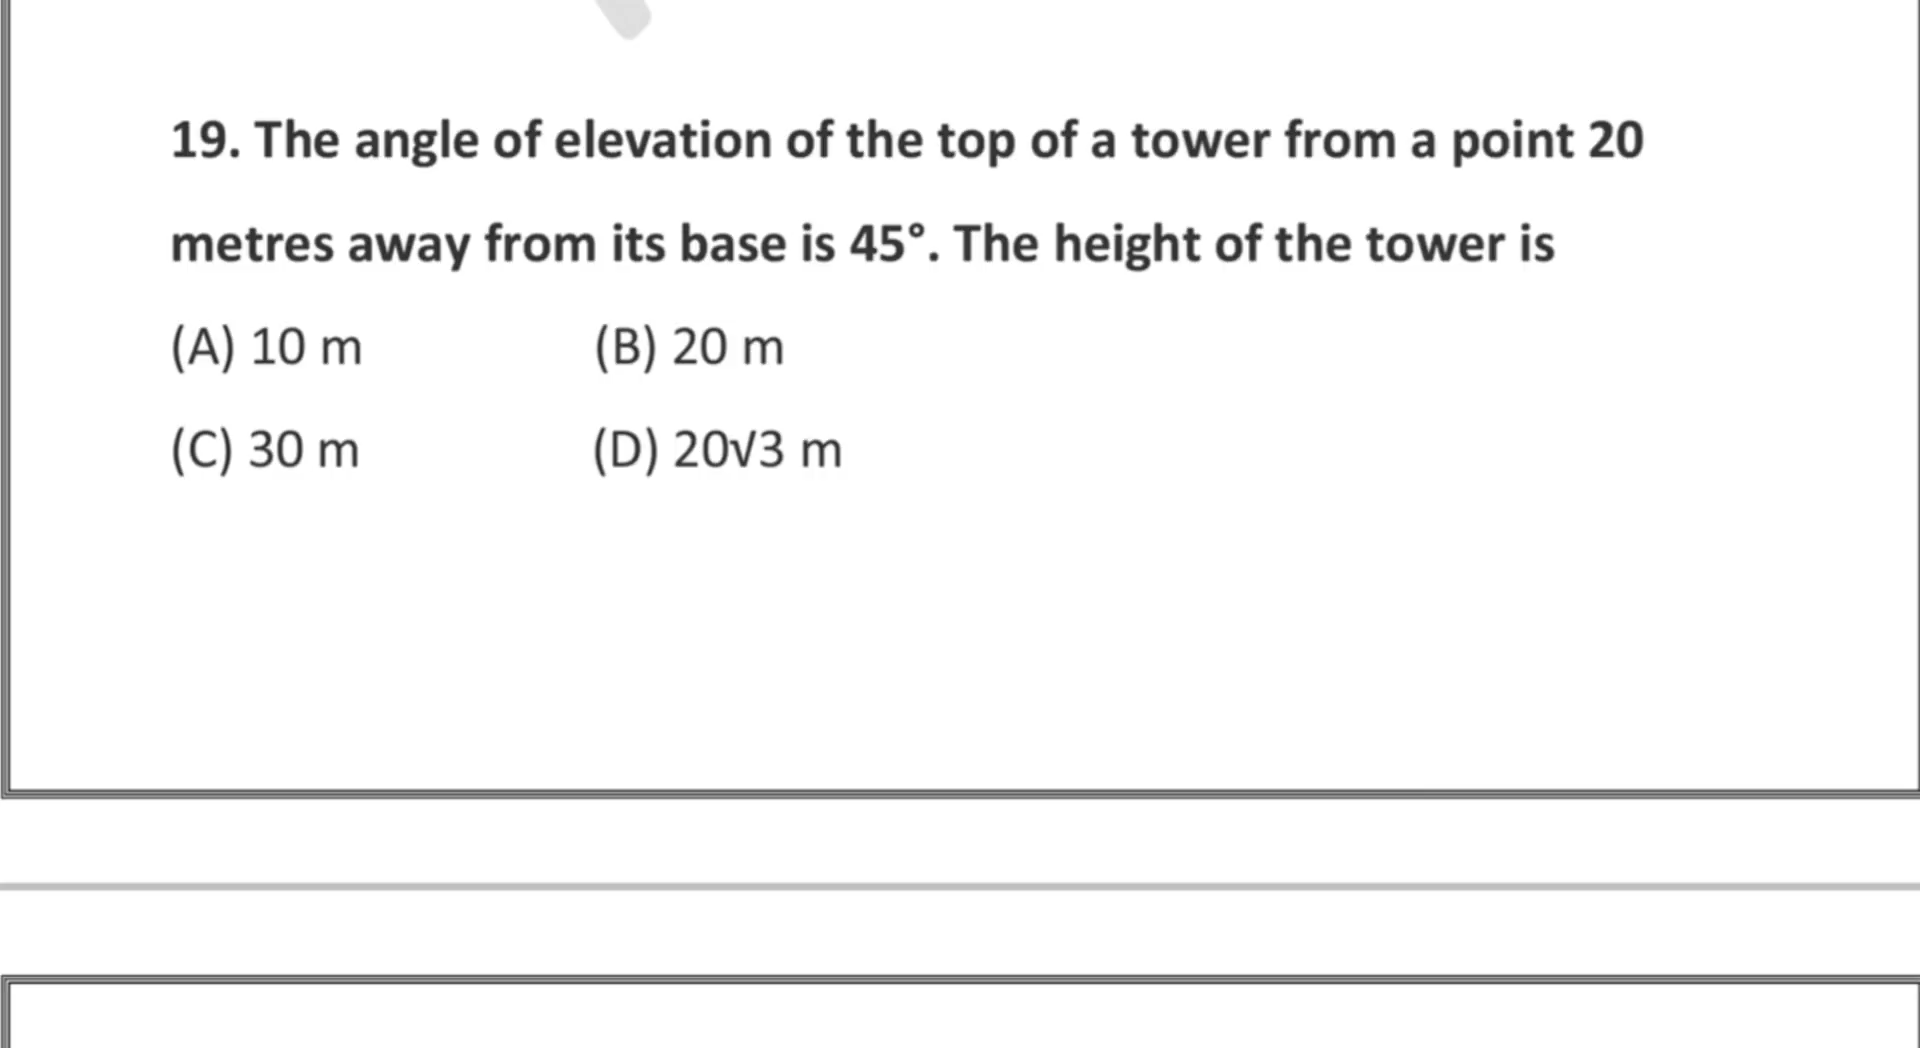 19. The angle of elevation of the top of a tower from a point 20
metres away from its base is 45°. The height of the tower is
(A) 10 m (B) 20 m
(C) 30 m (D) 20√3 m